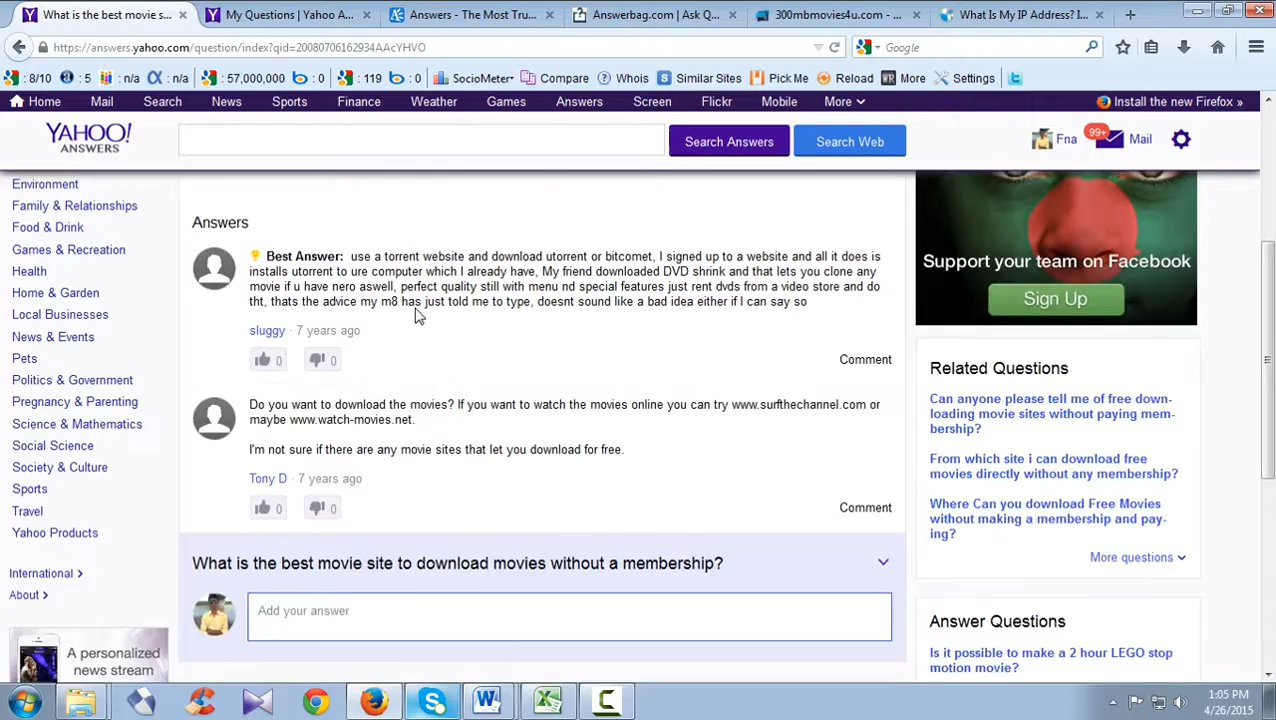 What is the best movie s...
My Questions | Yahoo A...
Answers - The Most Tru...
Answerbag.com | Ask Q...
300mbmovies4u.com - ...
What Is My IP Address? I...
https://answers.yahoo.com/question/index?qid=20080706162934AAcYHVO
Google
: 8/10
: 5
: n/a
: n/a
: 57,000,000
: 0
: 119
: 0
SocioMeter
Compare
Whois
Similar Sites
Pick Me
Reload
More
Settings
Home
Mail
Search
News
Sports
Finance
Weather
Games
Answers
Screen
Flickr
Mobile
More
Install the new Firefox »
YAHOO!
ANSWERS
Search Answers
Search Web
Fna
99+
Mail
Environment
Family & Relationships
Food & Drink
Games & Recreation
Health
Home & Garden
Local Businesses
News & Events
Pets
Politics & Government
Pregnancy & Parenting
Science & Mathematics
Social Science
Society & Culture
Sports
Travel
Yahoo Products
International >
About >
A personalized
news stream
Answers
Best Answer: use a torrent website and download utorrent or bitcomet, I signed up to a website and all it does is
installs utorrent to ure computer which I already have, My friend downloaded DVD shrink and that lets you clone any
movie if u have nero aswell, perfect quality still with menu nd special features just rent dvds from a video store and do
tht, thats the advice my m8 has just told me to type, doesnt sound like a bad idea either if I can say so
sluggy · 7 years ago
0
0
Comment
Do you want to download the movies? If you want to watch the movies online you can try www.surfthechannel.com or
maybe www.watch-movies.net.
I'm not sure if there are any movie sites that let you download for free.
Tony D · 7 years ago
0
0
Comment
What is the best movie site to download movies without a membership?
Add your answer
Support your team on Facebook
Sign Up
Related Questions
Can anyone please tell me of free down-
loading movie sites without paying mem-
bership?
From which site i can download free
movies directly without any membership?
Where Can you download Free Movies
without making a membership and pay-
ing?
More questions
Answer Questions
Is it possible to make a 2 hour LEGO stop
motion movie?
1:05 PM
4/26/2015